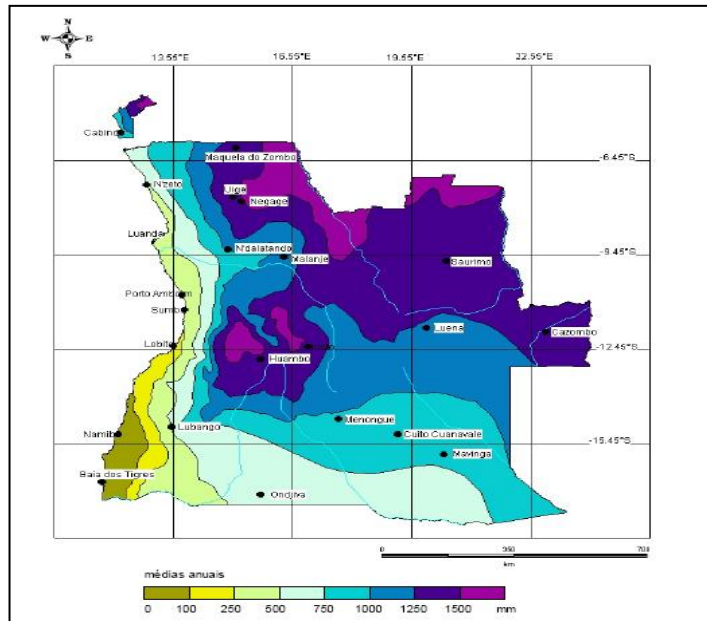 N
W E
S
13.55°E 16.55°E 19.55°E 22.55°E
Cabinda
-6.45°S
Maquela do Zombo
N'zeto
Uige
Negage
Luanda
N'dalatando
-9.45°S
Malanje
Saurimo
Porto Amboim
Sumbe
Luena
Cazombo
Lobito
-12.45°S
Huambo
Menongue
Lubango
Cuito Cuanavale
Namibe
-15.45°S
Mavinga
Baia dos Tigres
Ondjiva
0 350 700
km
médias anuais
0 100 250 500 750 1000 1250 1500 mm